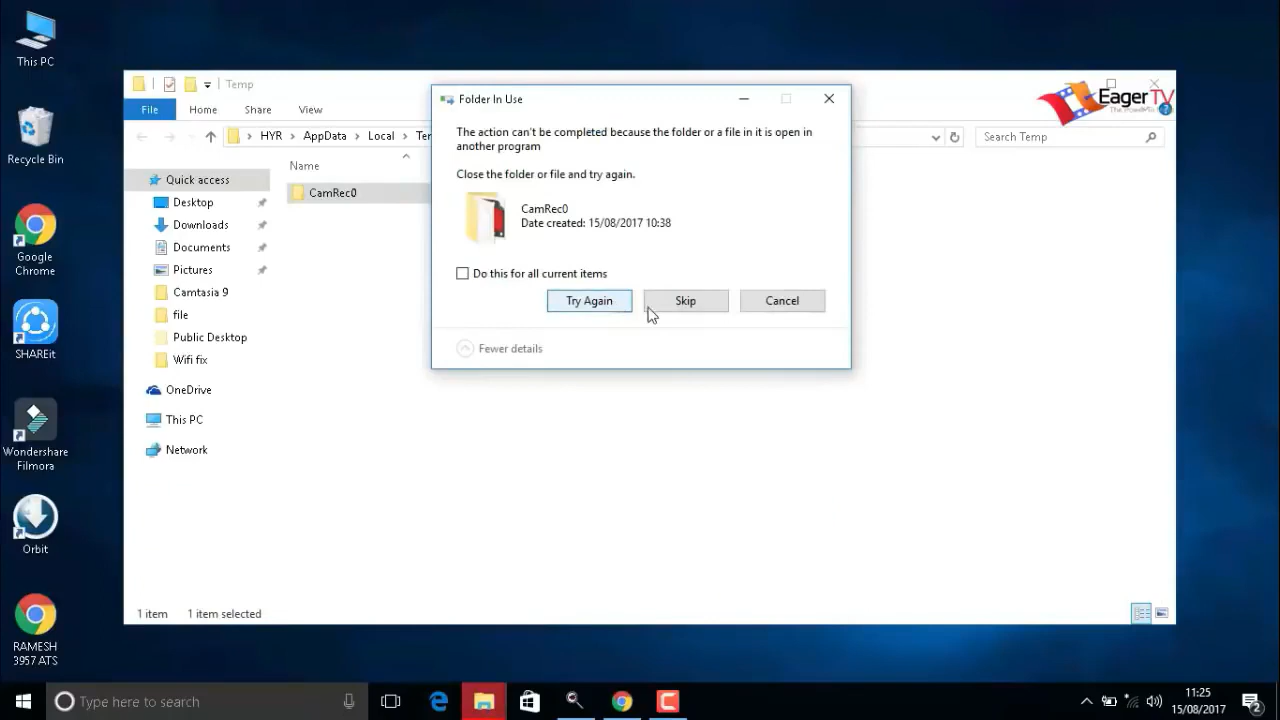 This PC
Recycle Bin
Google
Chrome
SHAREit
Wondershare
Filmora
Orbit
RAMESH
3957 ATS
Temp
File
Home
Share
View
HYR
AppData
Local
Search Temp
Quick access
Desktop
Downloads
Documents
Pictures
Camtasia 9
file
Public Desktop
Wifi fix
OneDrive
This PC
Network
Name
CamRec0
1 item
1 item selected
EagerTV
Folder In Use
The action can't be completed because the folder or a file in it is open in
another program
Close the folder or file and try again.
CamRec0
Date created: 15/08/2017 10:38
Do this for all current items
Try Again
Skip
Cancel
Fewer details
Type here to search
11:25
15/08/2017
2